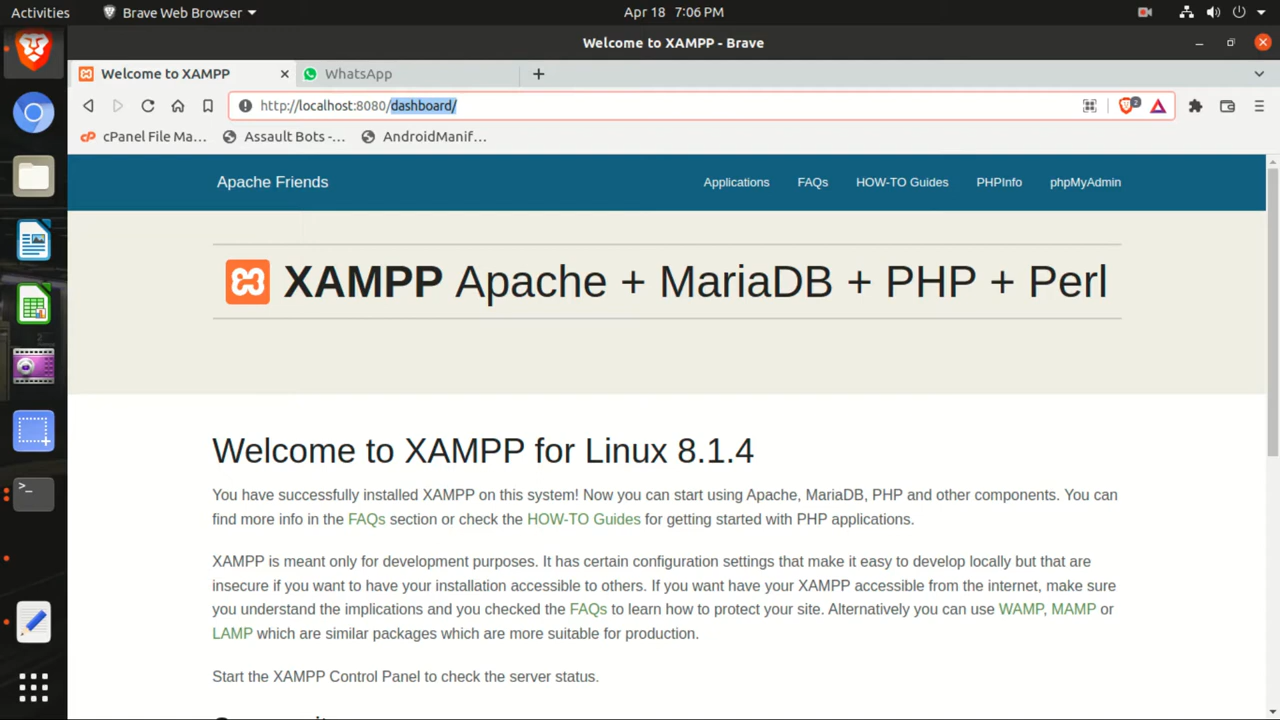 Activities Brave Web Browser Apr 18 7:06 PM
Welcome to XAMPP - Brave
Welcome to XAMPP WhatsApp
http://localhost:8080/dashboard/ 2
cPanel File Ma... Assault Bots -... AndroidManif...
Apache Friends Applications FAQs HOW-TO Guides PHPInfo phpMyAdmin
XAMPP Apache + MariaDB + PHP + Perl
Welcome to XAMPP for Linux 8.1.4
You have successfully installed XAMPP on this system! Now you can start using Apache, MariaDB, PHP and other components. You can
find more info in the FAQs section or check the HOW-TO Guides for getting started with PHP applications.
XAMPP is meant only for development purposes. It has certain configuration settings that make it easy to develop locally but that are
insecure if you want to have your installation accessible to others. If you want have your XAMPP accessible from the internet, make sure
you understand the implications and you checked the FAQs to learn how to protect your site. Alternatively you can use WAMP, MAMP or
LAMP which are similar packages which are more suitable for production.
Start the XAMPP Control Panel to check the server status.